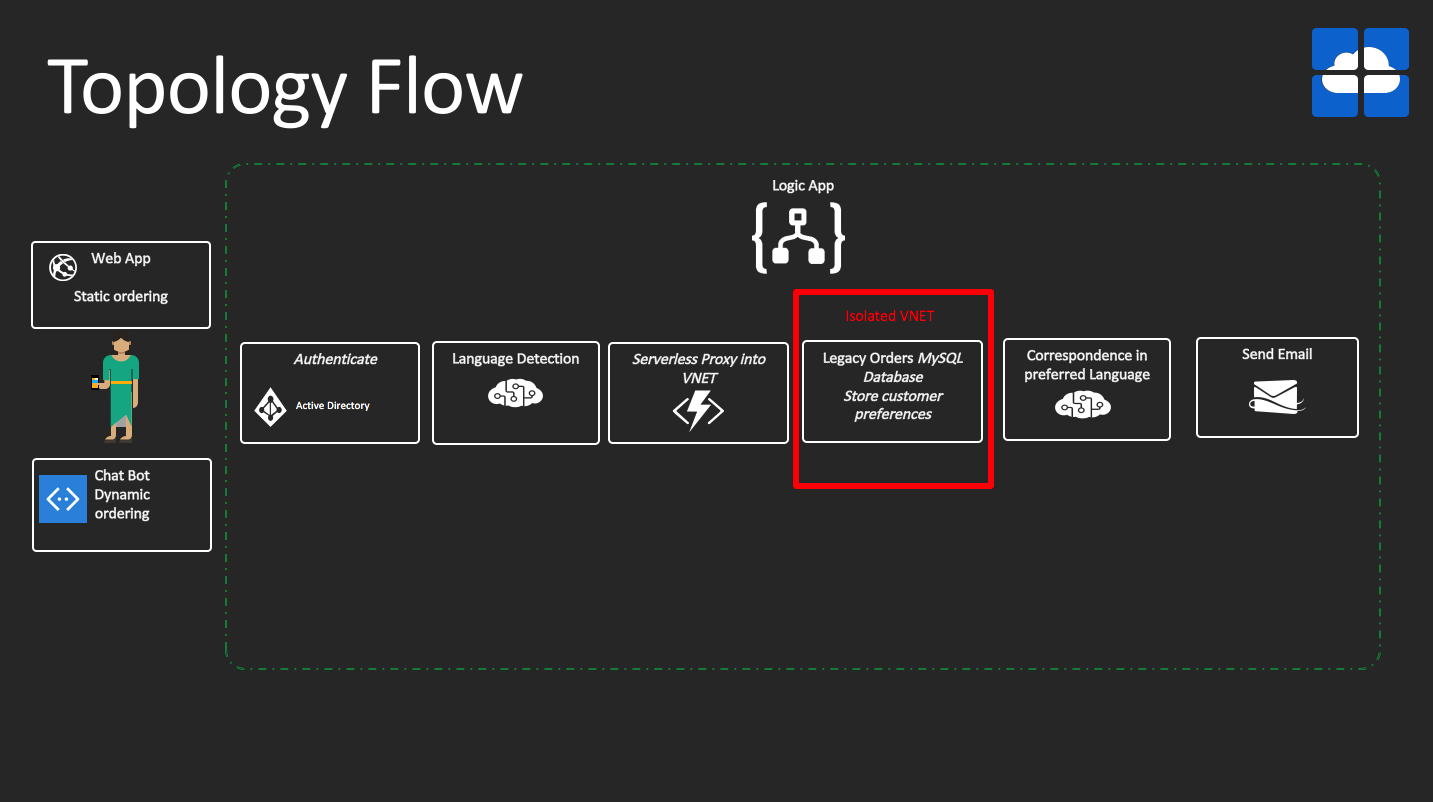 Topology Flow
Logic App
Web App
Static ordering
Isolated VNET
Authenticate
Active Directory
Language Detection
Serverless Proxy into
VNET
Legacy Orders MySQL
Database
Store customer
preferences
Correspondence in
preferred Language
Send Email
Chat Bot
Dynamic
ordering